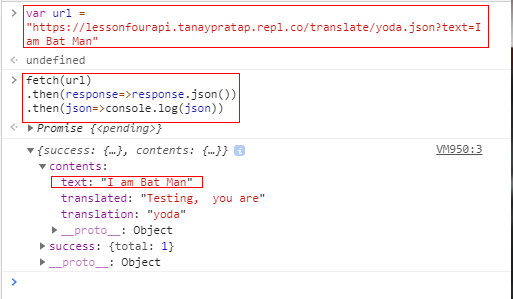 > var url =
"https://lessonfourapi.tanaypratap.repl.co/translate/yoda.json?text=I
am Bat Man"
undefined
> fetch(url)
.then(response=>response.json())
.then(json=>console.log(json))
Promise {<pending>}
{success: {…}, contents: {…}} i VM950:3
contents:
text: "I am Bat Man"
translated: "Testing,  you are"
translation: "yoda"
__proto__: Object
success: {total: 1}
__proto__: Object
>